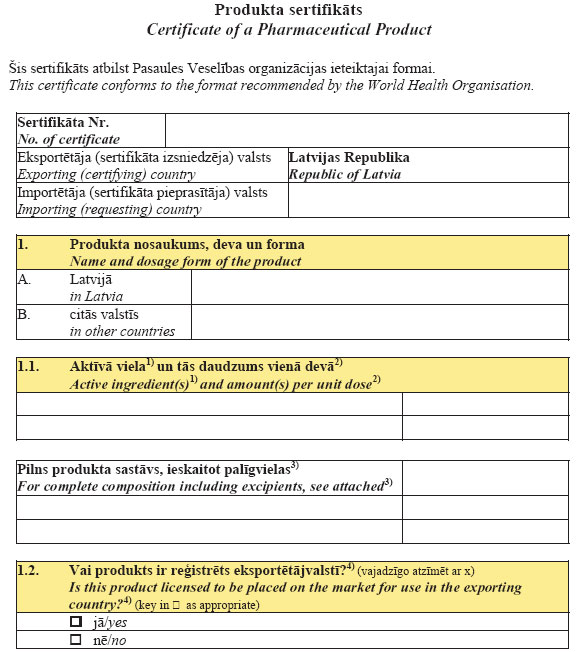 Produkta sertifikāts
Certificate of a Pharmaceutical Product
Šis sertifikāts atbilst Pasaules Veselības organizācijas ieteiktajai formai.
This certificate conforms to the format recommended by the World Health Organisation.
Sertifikāta Nr.
No. of certificate
Eksportētāja (sertifikāta izsniedzēja) valsts
Exporting (certifying) country
Latvijas Republika
Republic of Latvia
Importētāja (sertifikāta pieprasītāja) valsts
Importing (requesting) country
1. Produkta nosaukums, deva un forma
Name and dosage form of the product
A. Latvijā
in Latvia
B. citās valstīs
in other countries
1.1. Aktīvā viela1) un tās daudzums vienā devā2)
Active ingredient(s)1) and amount(s) per unit dose2)
Pilns produkta sastāvs, ieskaitot palīgvielas3)
For complete composition including excipients, see attached3)
1.2. Vai produkts ir reģistrēts eksportētājvalstī?4) (vajadzīgo atzīmēt ar x)
Is this product licensed to be placed on the market for use in the exporting
country?4) (key in □ as appropriate)
□ jā/yes
□ nē/no